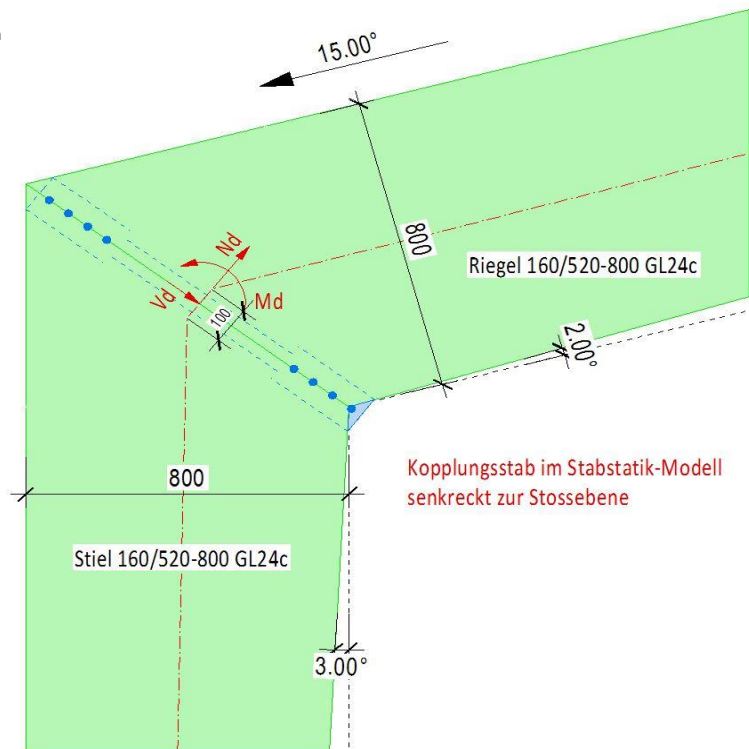 15.00°
800
Riegel 160/520-800 GL24c
Nd
Vd
Md
100
2.00°
Kopplungsstab im Stabstatik-Modell
senkreckt zur Stossebene
800
Stiel 160/520-800 GL24c
3.00°